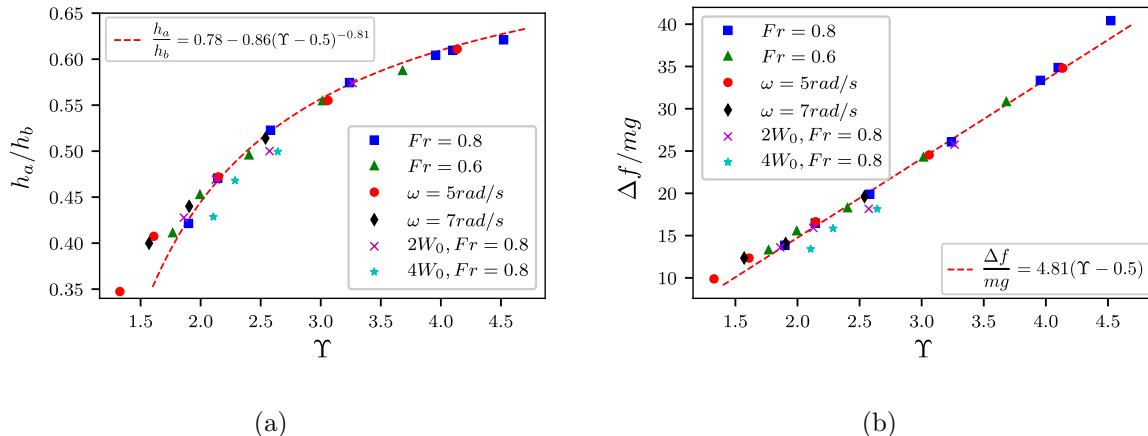 h_a/h_b
0.65
0.60
0.55
0.50
0.45
0.40
0.35
h_a/h_b = 0.78 − 0.86(Υ − 0.5)^{−0.81}
Fr = 0.8
Fr = 0.6
ω = 5rad/s
ω = 7rad/s
2W_0, Fr = 0.8
4W_0, Fr = 0.8
1.5 2.0 2.5 3.0 3.5 4.0 4.5
Υ
(a)
Δf/mg
40
35
30
25
20
15
10
Fr = 0.8
Fr = 0.6
ω = 5rad/s
ω = 7rad/s
2W_0, Fr = 0.8
4W_0, Fr = 0.8
Δf/mg = 4.81(Υ − 0.5)
1.5 2.0 2.5 3.0 3.5 4.0 4.5
Υ
(b)